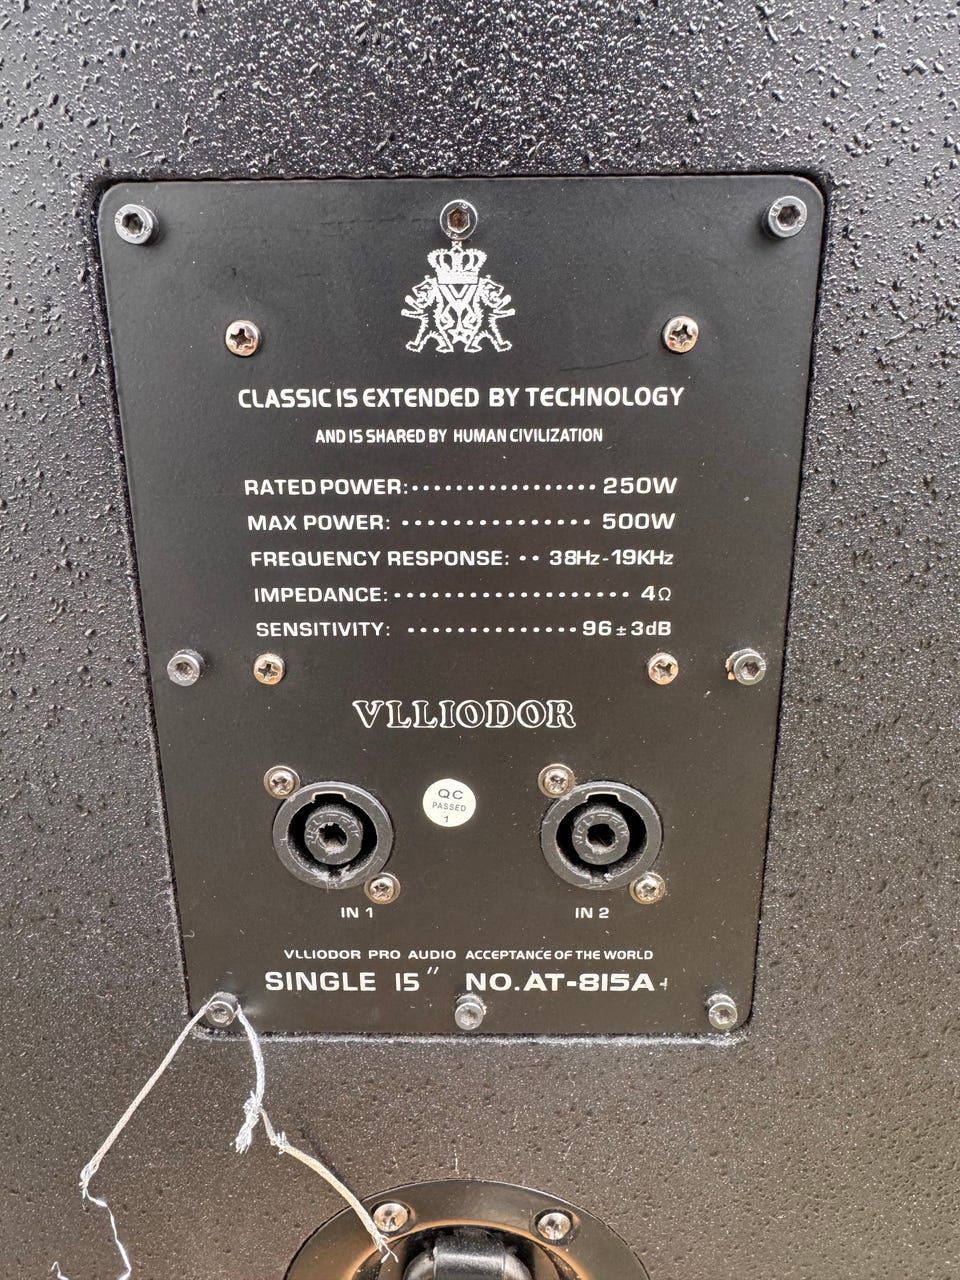 CLASSIC IS EXTENDED BY TECHNOLOGY
AND IS SHARED BY HUMAN CIVILIZATION
RATED POWER:················· 250W
MAX POWER: ················ 500W
FREQUENCY RESPONSE: ·· 38Hz-19KHz
IMPEDANCE:··················· 4Ω
SENSITIVITY: ················96±3dB
VLLIODOR
QC
PASSED
1
IN 1
IN 2
VLLIODOR PRO AUDIO ACCEPTANCE OF THE WORLD
SINGLE 15″ NO.AT-815A